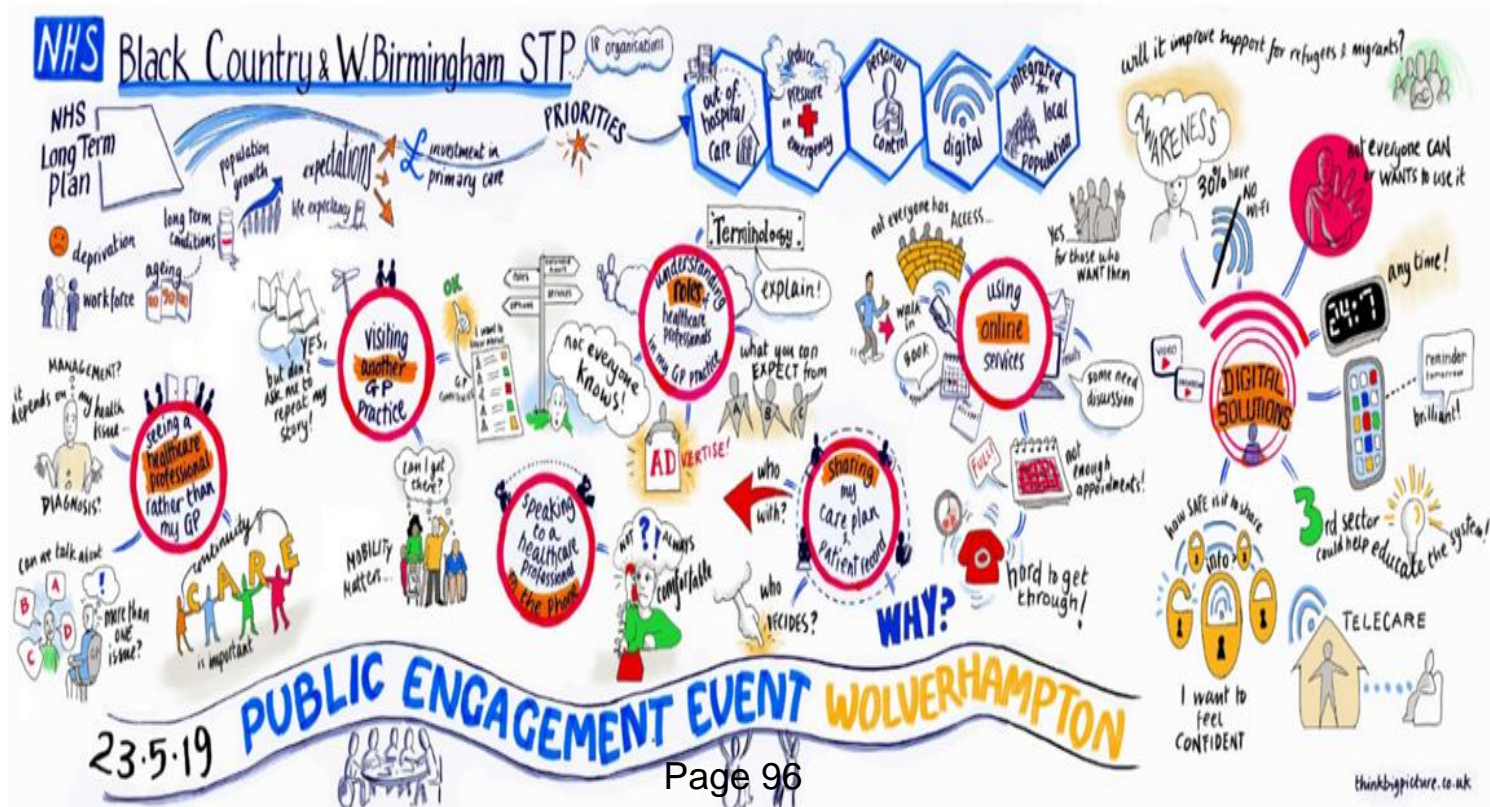 NHS
Black Country & W.Birmingham STP
18 organisations
NHS
Long Term
Plan
population
growth
expectations
life expectancy
£ investment in
primary care
PRIORITIES
out of
hospital
care
reduce
pressure
in
emergency
personal
control
digital
integrated
for
local
population
deprivation
workforce
long term
conditions
ageing
MANAGEMENT?
it
depends on
my health
issue...
DIAGNOSIS?
seeing a
healthcare
professional
rather than
my GP
can we talk about
A
B
C
D
!
more than
ONE
issue?
continuity
CARE
is important
YES,
but don't
ask me to
repeat my
story!
visiting
another
GP
practice
OK
GP
can I get
there?
MOBILITY
Matters...
roles
services
options
not everyone
knows!
Terminology
explain!
understanding
roles of
healthcare
professionals
in my GP practice
what you can
EXPECT from
A B C
ADVERTISE!
speaking
to a
healthcare
professional
on the phone
?!
NOT ALWAYS
comfortable
who
with?
who
DECIDES?
sharing
my
care plan
&
patient record
WHY?
not everyone has ACCESS...
walk
in
BOOK
using
online
services
results
YES
for those who
WANT them
some need
discussion
FULL!
not
enough
appointments!
hard to get
through!
will it improve support for refugees & migrants?
AWARENESS
30% have
NO
WI-FI
not everyone CAN
or WANTS to use it
any time!
24:7
VIDEO
DIGITAL
SOLUTIONS
reminder
tomorrow
brilliant!
3rd sector
could help educate the system!
how SAFE is it to share
info?
I want to
feel
CONFIDENT
TELECARE
23·5·19 PUBLIC ENGAGEMENT EVENT WOLVERHAMPTON
Page 96
thinkbigpicture.co.uk